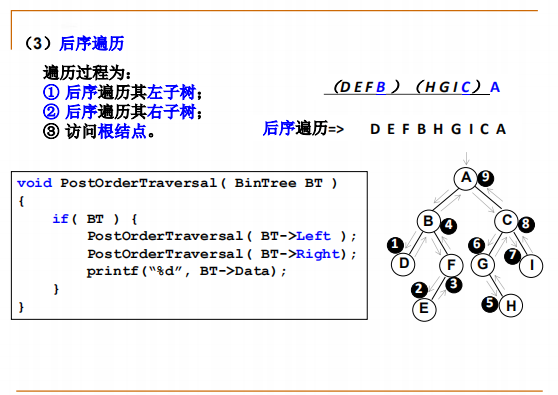 （3）后序遍历
遍历过程为:
① 后序遍历其左子树;
② 后序遍历其右子树;
③ 访问根结点。
（D E F B ）（H G I C ）A
后序遍历=> D E F B H G I C A
void PostOrderTraversal( BinTree BT )
{
if( BT ) {
PostOrderTraversal( BT->Left );
PostOrderTraversal( BT->Right);
printf(“%d”, BT->Data);
}
}
A 9
B 4 C 8
1 D F 6 G 7 I
2 3
E 5 H